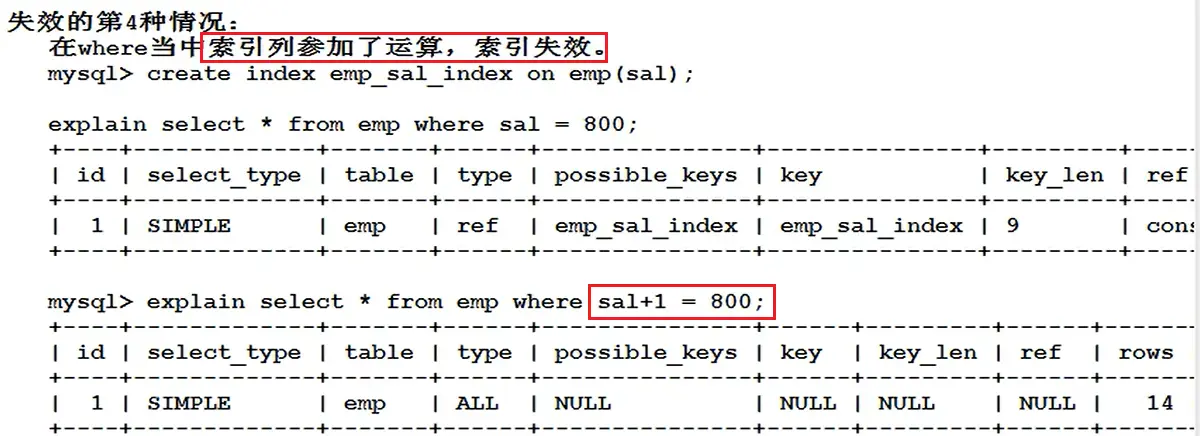 失效的第4种情况:
在where当中索引列参加了运算，索引失效。
mysql> create index emp_sal_index on emp(sal);
explain select * from emp where sal = 800;
+----+-------------+-------+------+---------------+---------------+---------+-----
| id | select_type | table | type | possible_keys | key | key_len | ref
+----+-------------+-------+------+---------------+---------------+---------+-----
| 1 | SIMPLE | emp | ref | emp_sal_index | emp_sal_index | 9 | cons
+----+-------------+-------+------+---------------+---------------+---------+-----
mysql> explain select * from emp where sal+1 = 800;
+----+-------------+-------+------+---------------+------+---------+------+------
| id | select_type | table | type | possible_keys | key | key_len | ref | rows
+----+-------------+-------+------+---------------+------+---------+------+------
| 1 | SIMPLE | emp | ALL | NULL | NULL | NULL | NULL | 14
+----+-------------+-------+------+---------------+------+---------+------+------